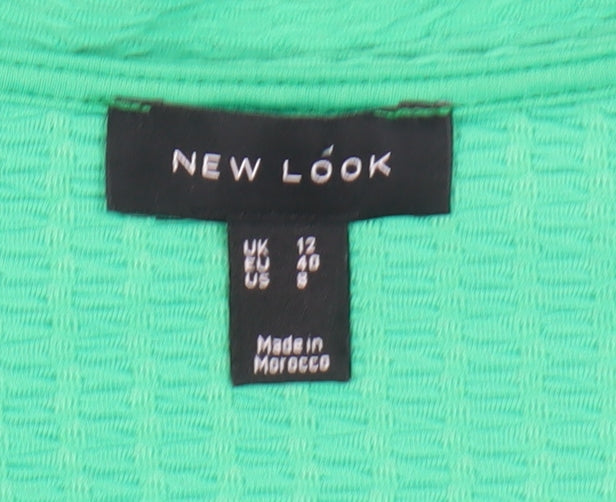 NEW LOOK
UK 12
EU 40
US 8
Made in
Morocco